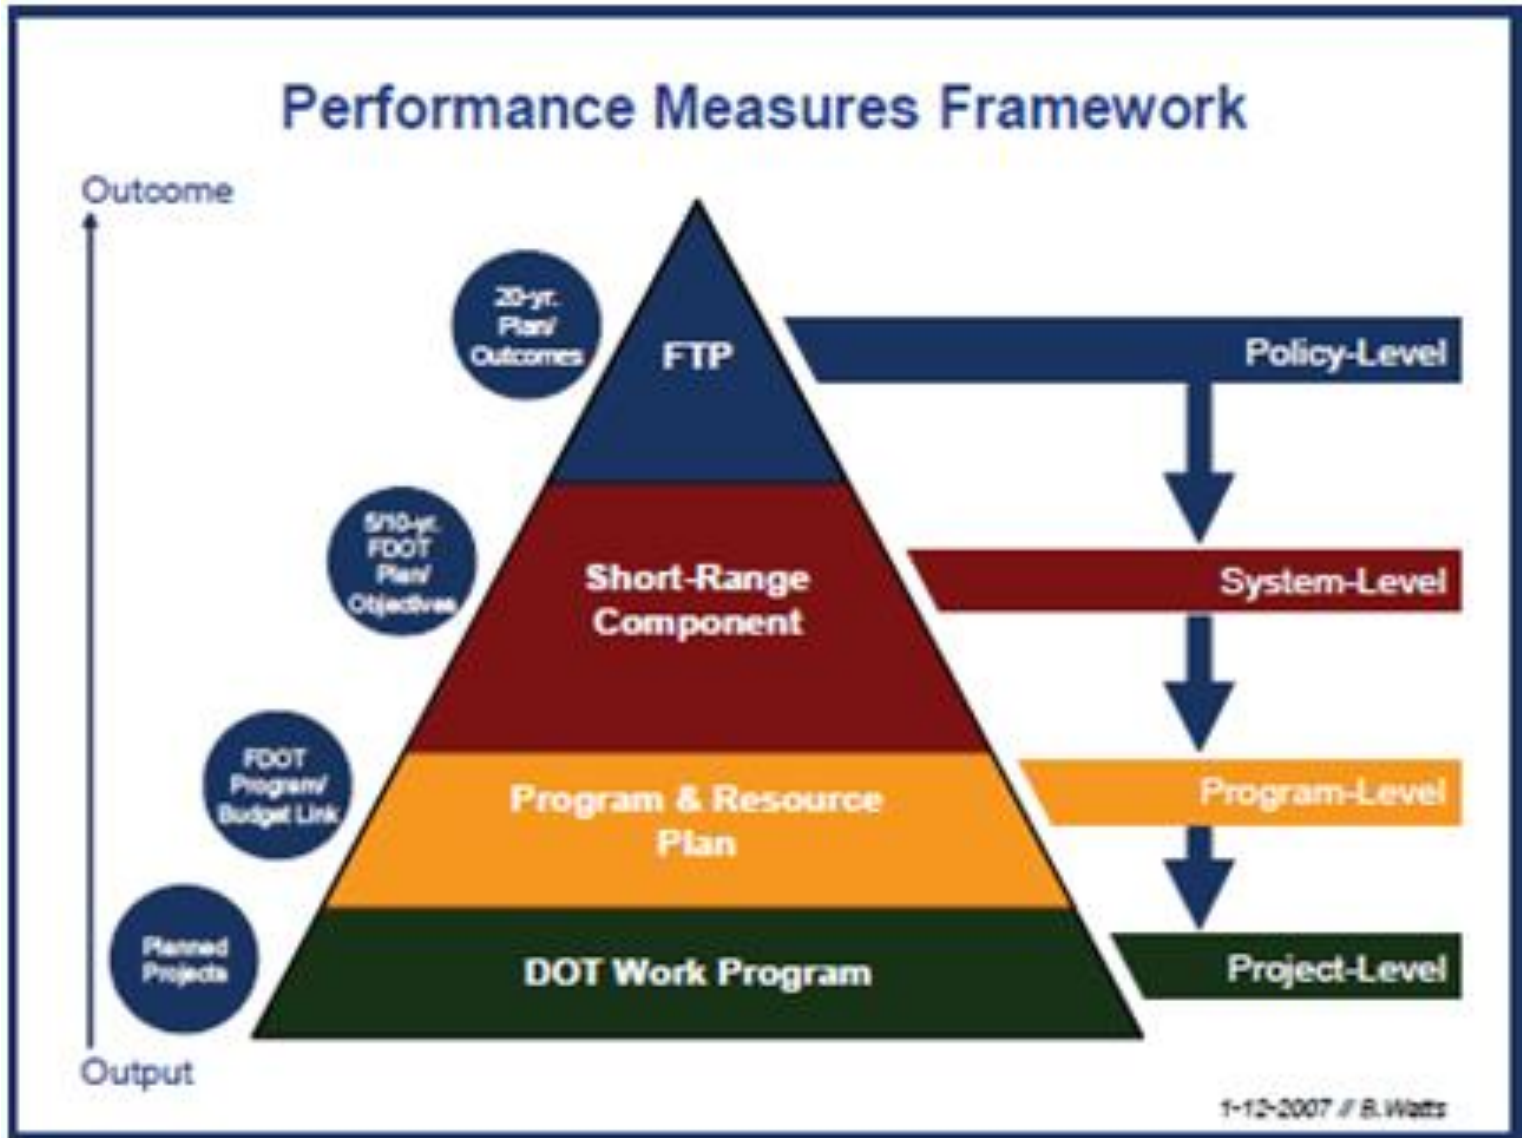 Performance Measures Framework
Outcome
20-yr.
Plan/
Outcomes
FTP
Policy-Level
5/10-yr.
FDOT
Plan/
Objectives
Short-Range
Component
System-Level
FDOT
Program/
Budget Link
Program & Resource
Plan
Program-Level
Planned
Projects
DOT Work Program
Project-Level
Output
1-12-2007 // B.Watts